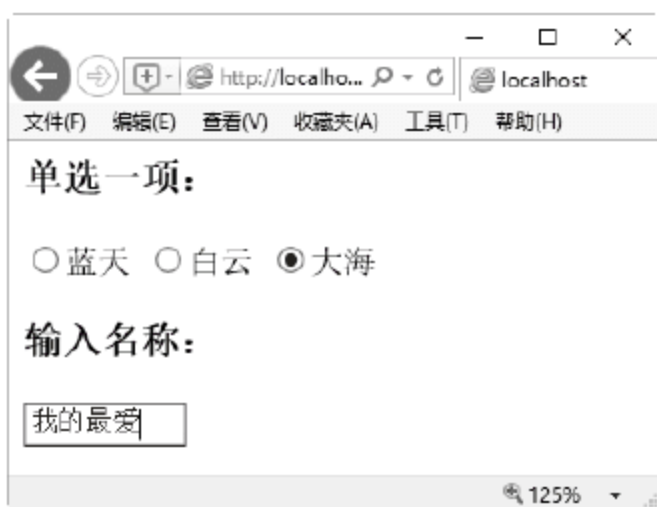 http://localho...
localhost
文件(F) 编辑(E) 查看(V) 收藏夹(A) 工具(T) 帮助(H)
单选一项：
蓝天 白云 大海
输入名称：
我的最爱
125%